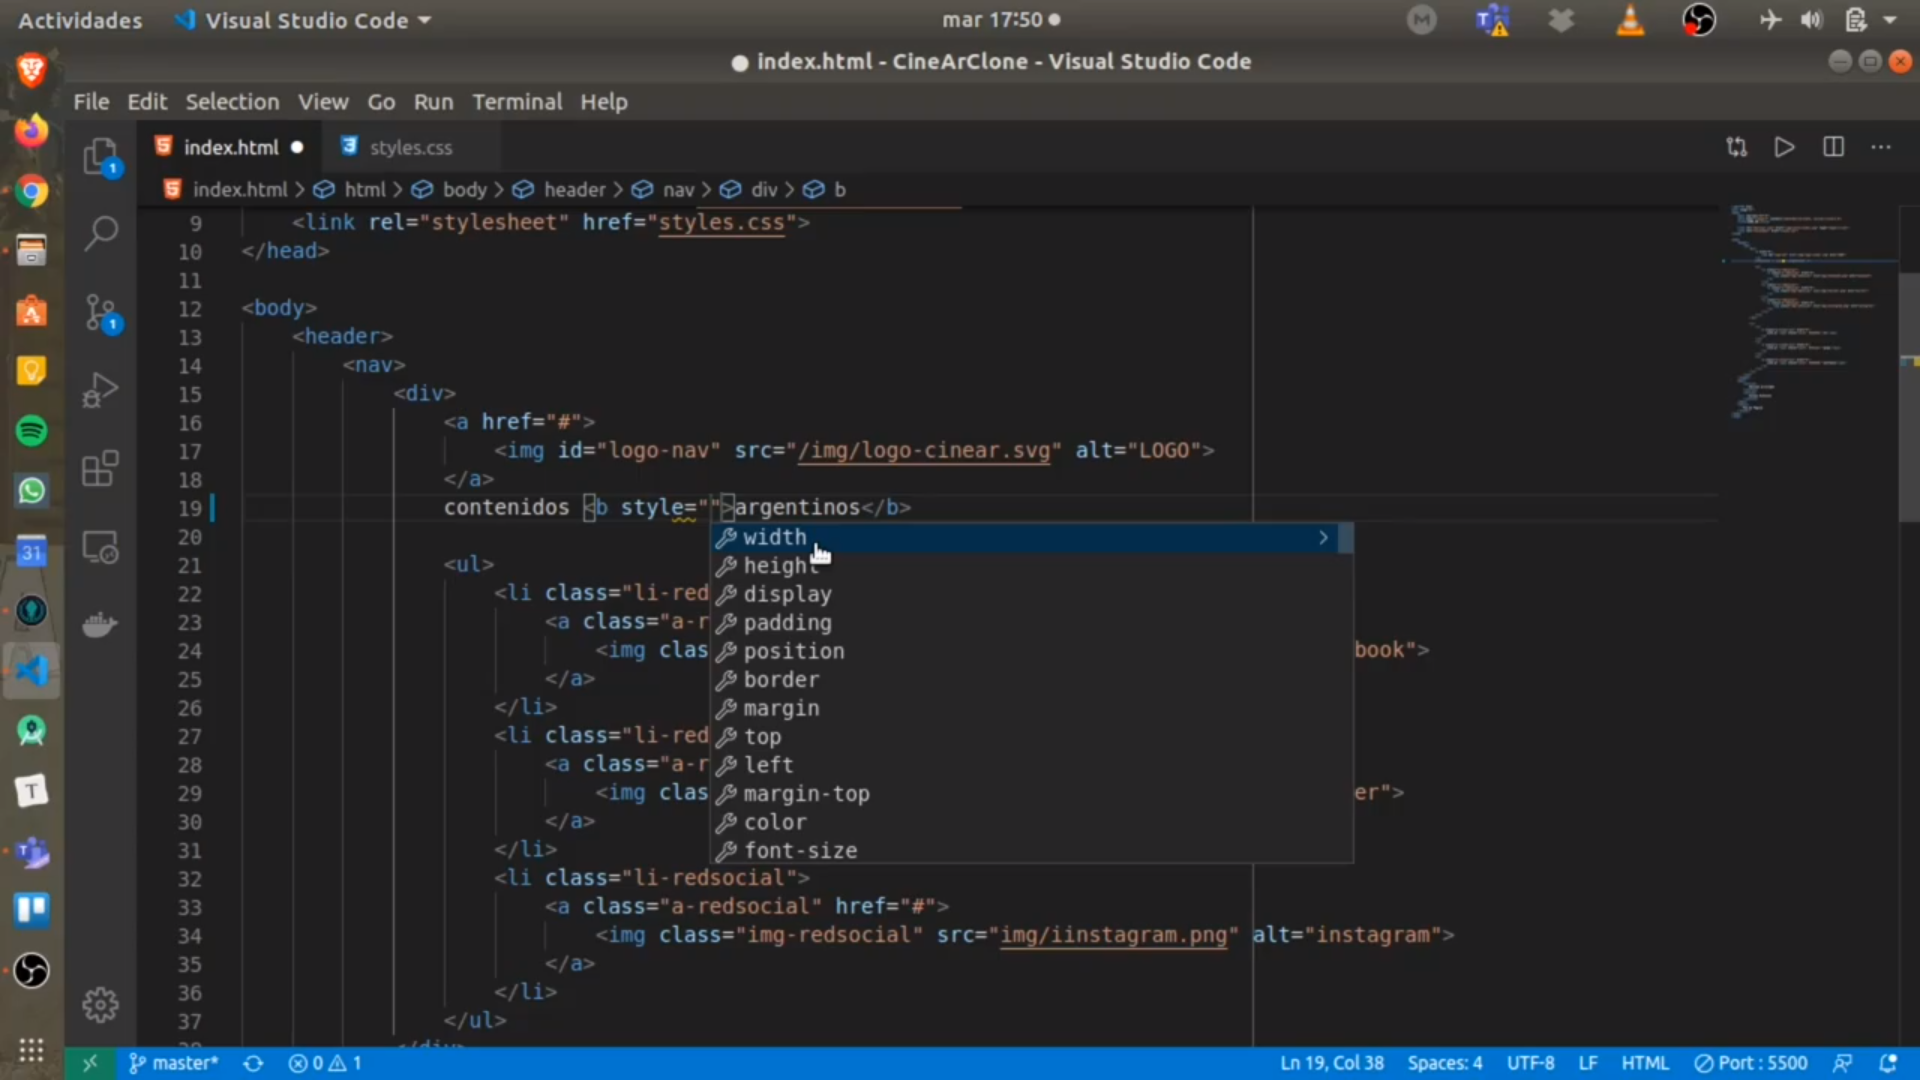 Actividades Visual Studio Code mar 17:50
index.html - CineArClone - Visual Studio Code
File Edit Selection View Go Run Terminal Help
index.html styles.css
index.html > html > body > header > nav > div > b
9 <link rel="stylesheet" href="styles.css">
10 </head>
11
12 <body>
13 <header>
14 <nav>
15 <div>
16 <a href="#">
17 <img id="logo-nav" src="/img/logo-cinear.svg" alt="LOGO">
18 </a>
19 contenidos <b style="">argentinos</b>
width
20
height
21 <ul>
display
22 <li class="li-red
padding
23 <a class="a-r
position
24 <img clas book">
border
25 </a>
margin
26 </li>
top
27 <li class="li-red
left
28 <a class="a-r
margin-top
29 <img clas er">
color
30 </a>
font-size
31 </li>
32 <li class="li-redsocial">
33 <a class="a-redsocial" href="#">
34 <img class="img-redsocial" src="img/iinstagram.png" alt="instagram">
35 </a>
36 </li>
37 </ul>
master* 0 1 Ln 19, Col 38 Spaces: 4 UTF-8 LF HTML Port : 5500